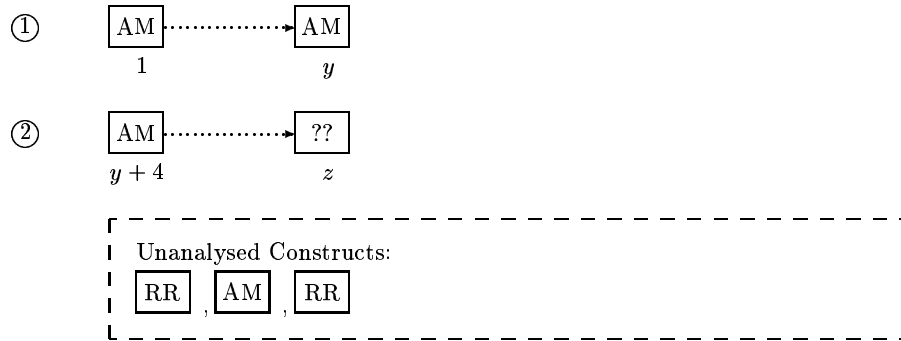 1 AM AM
1 y
2 AM ??
y + 4 z
Unanalysed Constructs:
RR , AM , RR